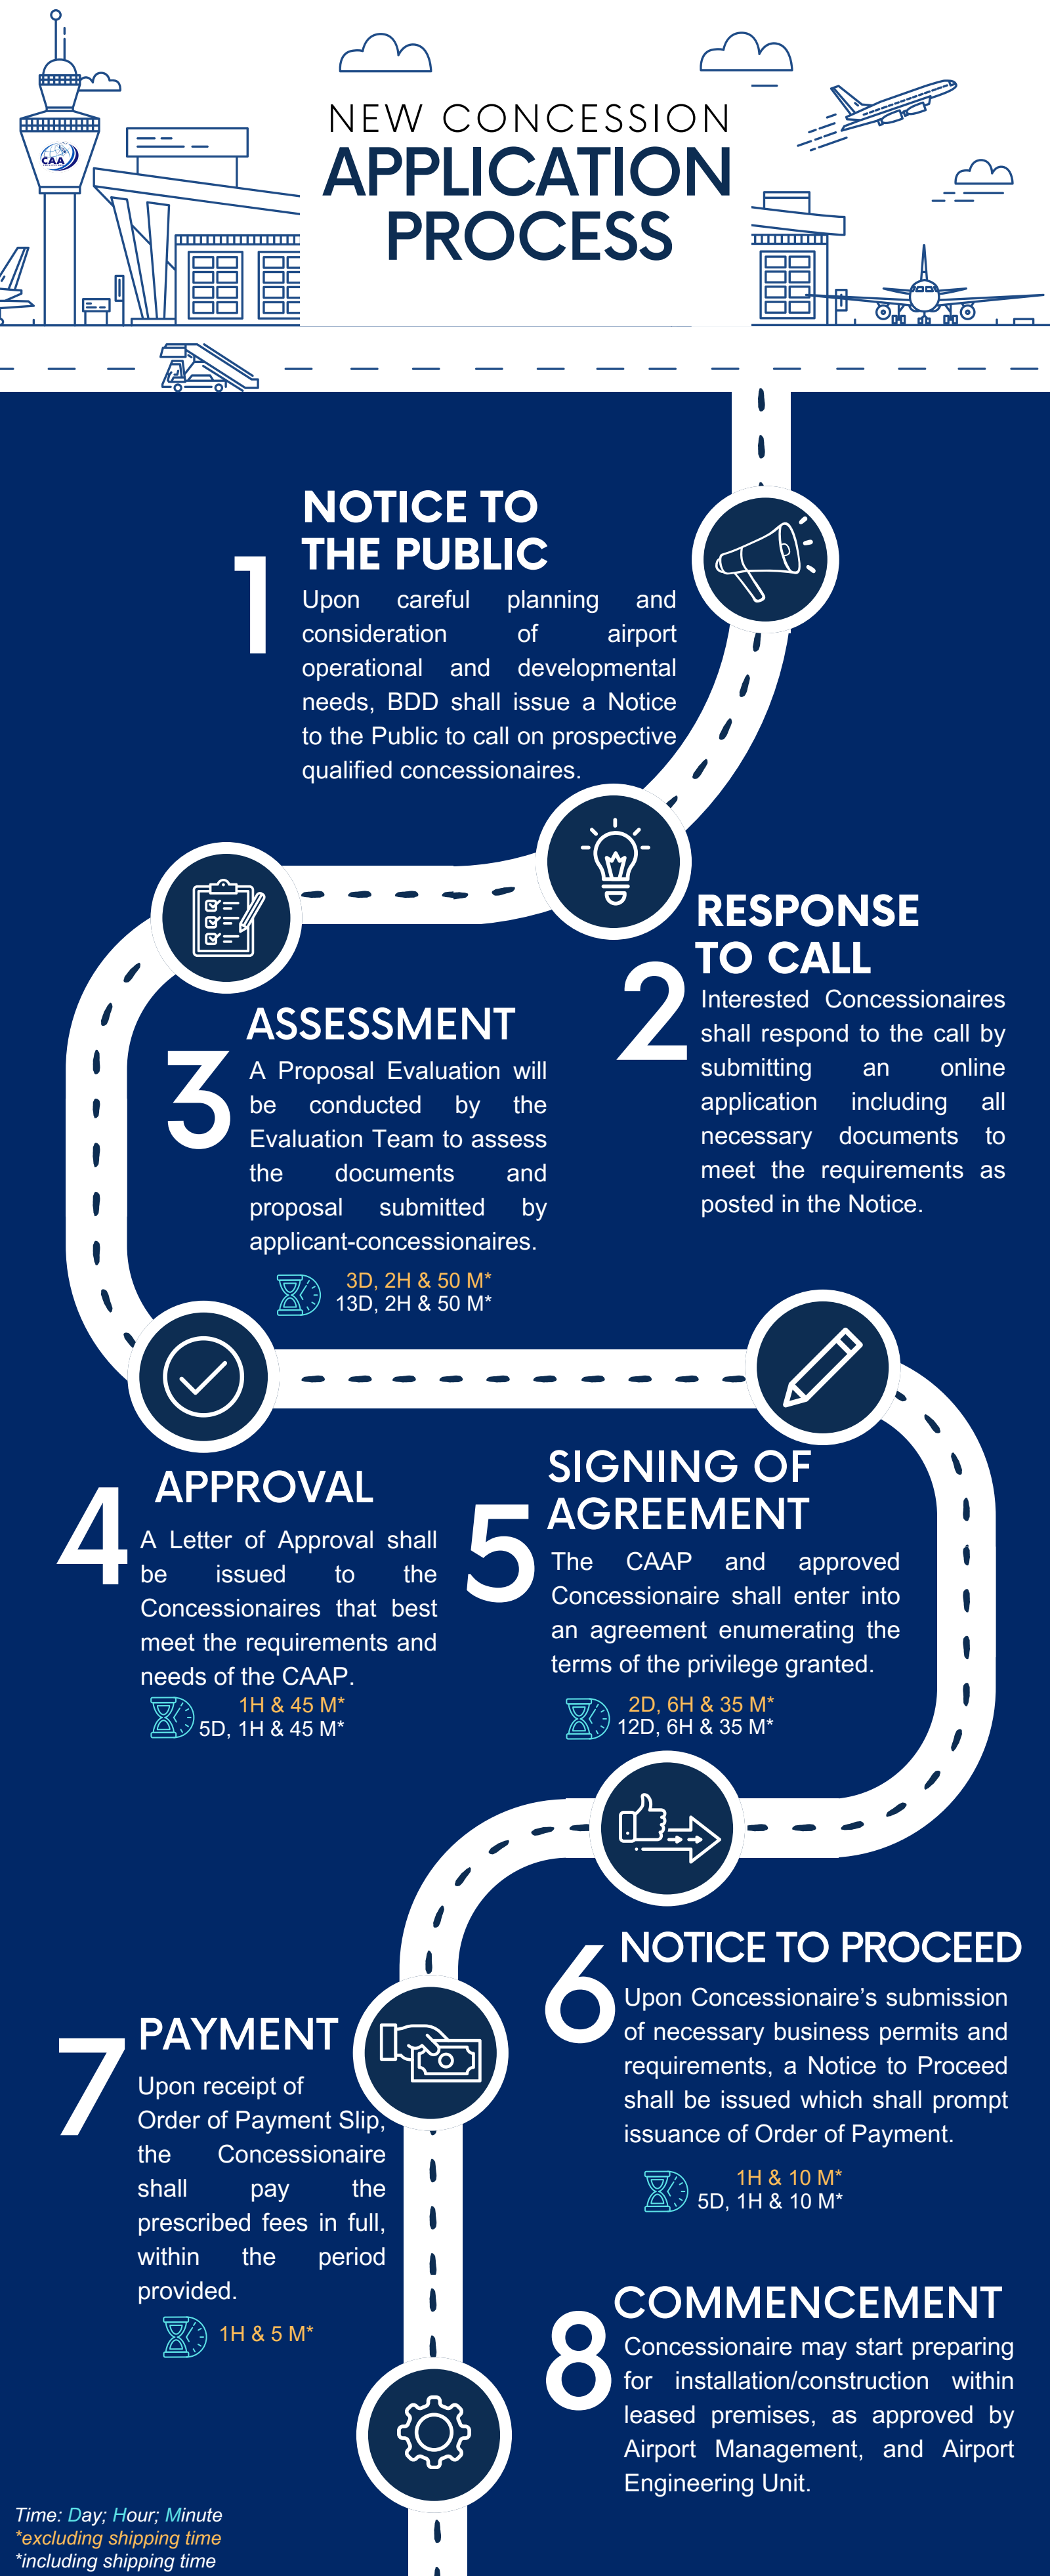 CAA
NEW CONCESSION
APPLICATION
PROCESS
1
NOTICE TO
THE PUBLIC
Upon careful planning and
consideration of airport
operational and developmental
needs, BDD shall issue a Notice
to the Public to call on prospective
qualified concessionaires.
2
RESPONSE
TO CALL
Interested Concessionaires
shall respond to the call by
submitting an online
application including all
necessary documents to
meet the requirements as
posted in the Notice.
3
ASSESSMENT
A Proposal Evaluation will
be conducted by the
Evaluation Team to assess
the documents and
proposal submitted by
applicant-concessionaires.
3D, 2H & 50 M*
13D, 2H & 50 M*
4
APPROVAL
A Letter of Approval shall
be issued to the
Concessionaires that best
meet the requirements and
needs of the CAAP.
1H & 45 M*
5D, 1H & 45 M*
5
SIGNING OF
AGREEMENT
The CAAP and approved
Concessionaire shall enter into
an agreement enumerating the
terms of the privilege granted.
2D, 6H & 35 M*
12D, 6H & 35 M*
6
NOTICE TO PROCEED
Upon Concessionaire’s submission
of necessary business permits and
requirements, a Notice to Proceed
shall be issued which shall prompt
issuance of Order of Payment.
1H & 10 M*
5D, 1H & 10 M*
7
PAYMENT
Upon receipt of
Order of Payment Slip,
the Concessionaire
shall pay the
prescribed fees in full,
within the period
provided.
1H & 5 M*
8
COMMENCEMENT
Concessionaire may start preparing
for installation/construction within
leased premises, as approved by
Airport Management, and Airport
Engineering Unit.
Time: Day; Hour; Minute
*excluding shipping time
*including shipping time